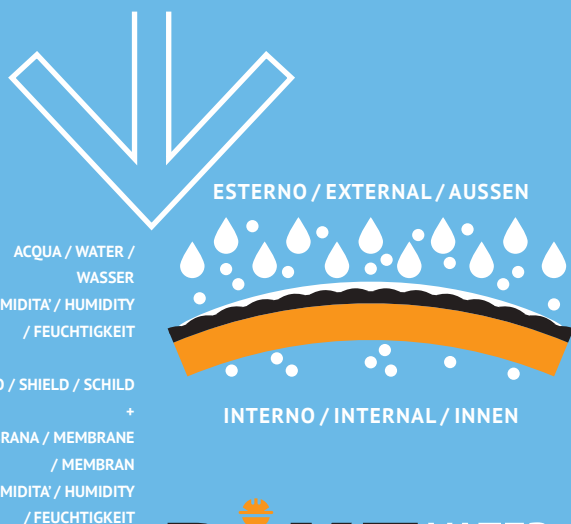 ESTERNO / EXTERNAL / AUSSEN
ACQUA / WATER /
WASSER
MIDITA' / HUMIDITY
/ FEUCHTIGKEIT
/ SHIELD / SCHILD
+
RANA / MEMBRANE
/ MEMBRAN
MIDITA' / HUMIDITY
/ FEUCHTIGKEIT
INTERNO / INTERNAL / INNEN